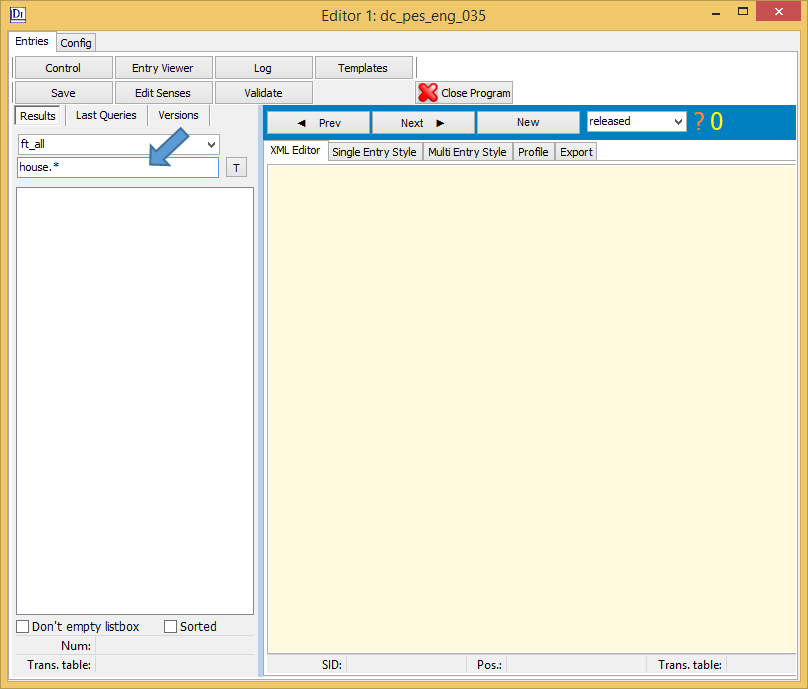 Editor 1: dc_pes_eng_035
Entries Config
Control Entry Viewer Log Templates
Save Edit Senses Validate Close Program
Results Last Queries Versions
Prev Next New released ? 0
ft_all
XML Editor Single Entry Style Multi Entry Style Profile Export
house.* T
Don't empty listbox Sorted
Num:
Trans. table: SID: Pos.: Trans. table: